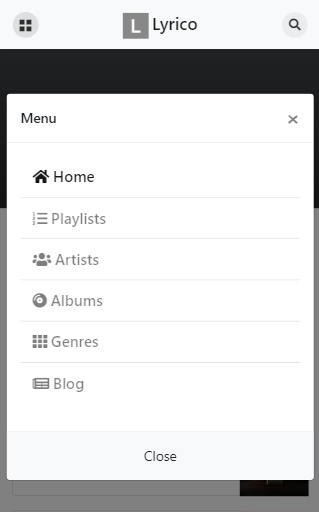 L Lyrico
Menu
×
Home
Playlists
Artists
Albums
Genres
Blog
Close